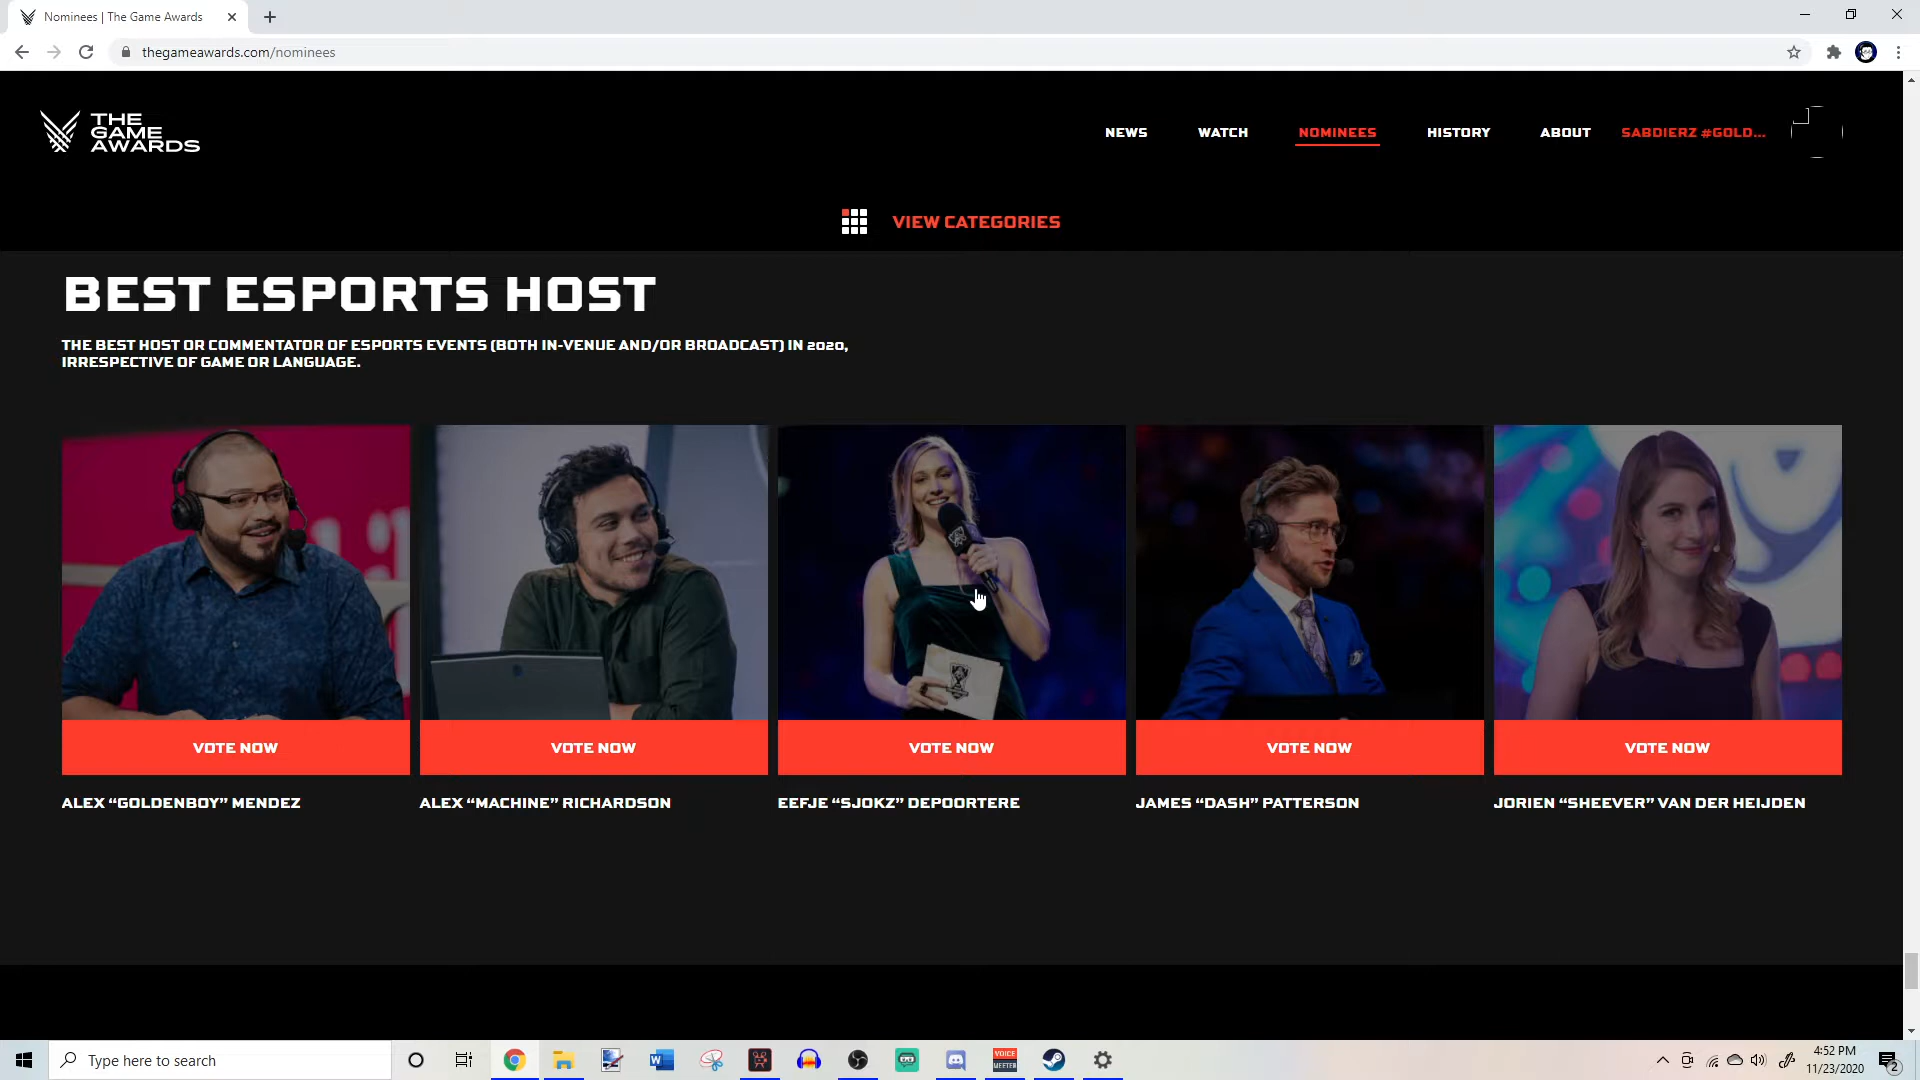 Nominees | The Game Awards
thegameawards.com/nominees
THE
GAME
AWARDS
NEWS
WATCH
NOMINEES
HISTORY
ABOUT
SABDIERZ #GOLD...
VIEW CATEGORIES
BEST ESPORTS HOST
THE BEST HOST OR COMMENTATOR OF ESPORTS EVENTS (BOTH IN-VENUE AND/OR BROADCAST) IN 2020,
IRRESPECTIVE OF GAME OR LANGUAGE.
VOTE NOW
VOTE NOW
VOTE NOW
VOTE NOW
VOTE NOW
ALEX “GOLDENBOY” MENDEZ
ALEX “MACHINE” RICHARDSON
EEFJE “SJOKZ” DEPOORTERE
JAMES “DASH” PATTERSON
JORIEN “SHEEVER” VAN DER HEIJDEN
Type here to search
VOICE
MEETER
4:52 PM
11/23/2020
2